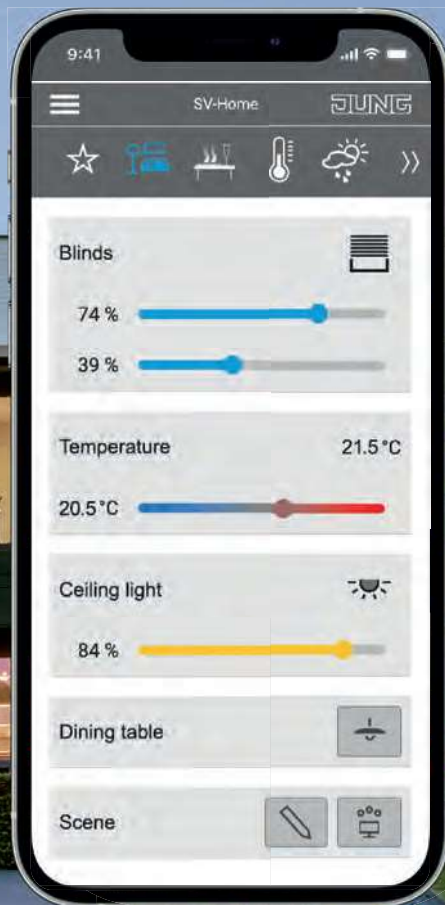 9:41
SV-Home
JUNG
Blinds
74 %
39 %
Temperature 21.5 °C
20.5 °C
Ceiling light
84 %
Dining table
Scene